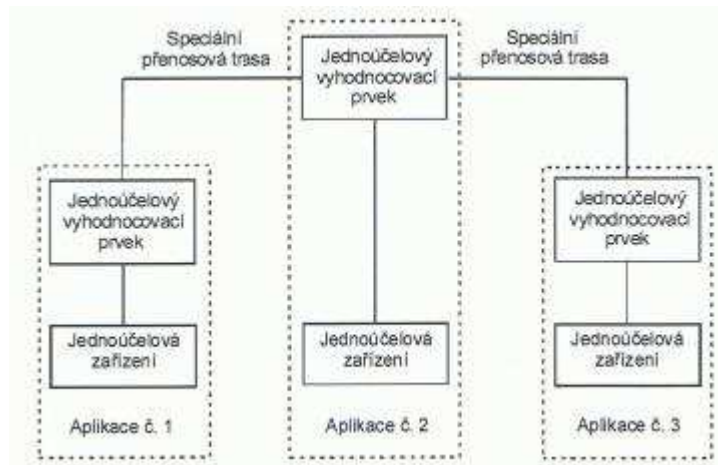 Speciální
přenosová trasa
Jednoúčelový
vyhodnocovací
prvek
Speciální
přenosová trasa
Jednoúčelový
vyhodnocovací
prvek
Jednoúčelový
vyhodnocovací
prvek
Jednoúčelová
zařízení
Jednoúčelová
zařízení
Jednoúčelová
zařízení
Aplikace č. 1
Aplikace č. 2
Aplikace č. 3